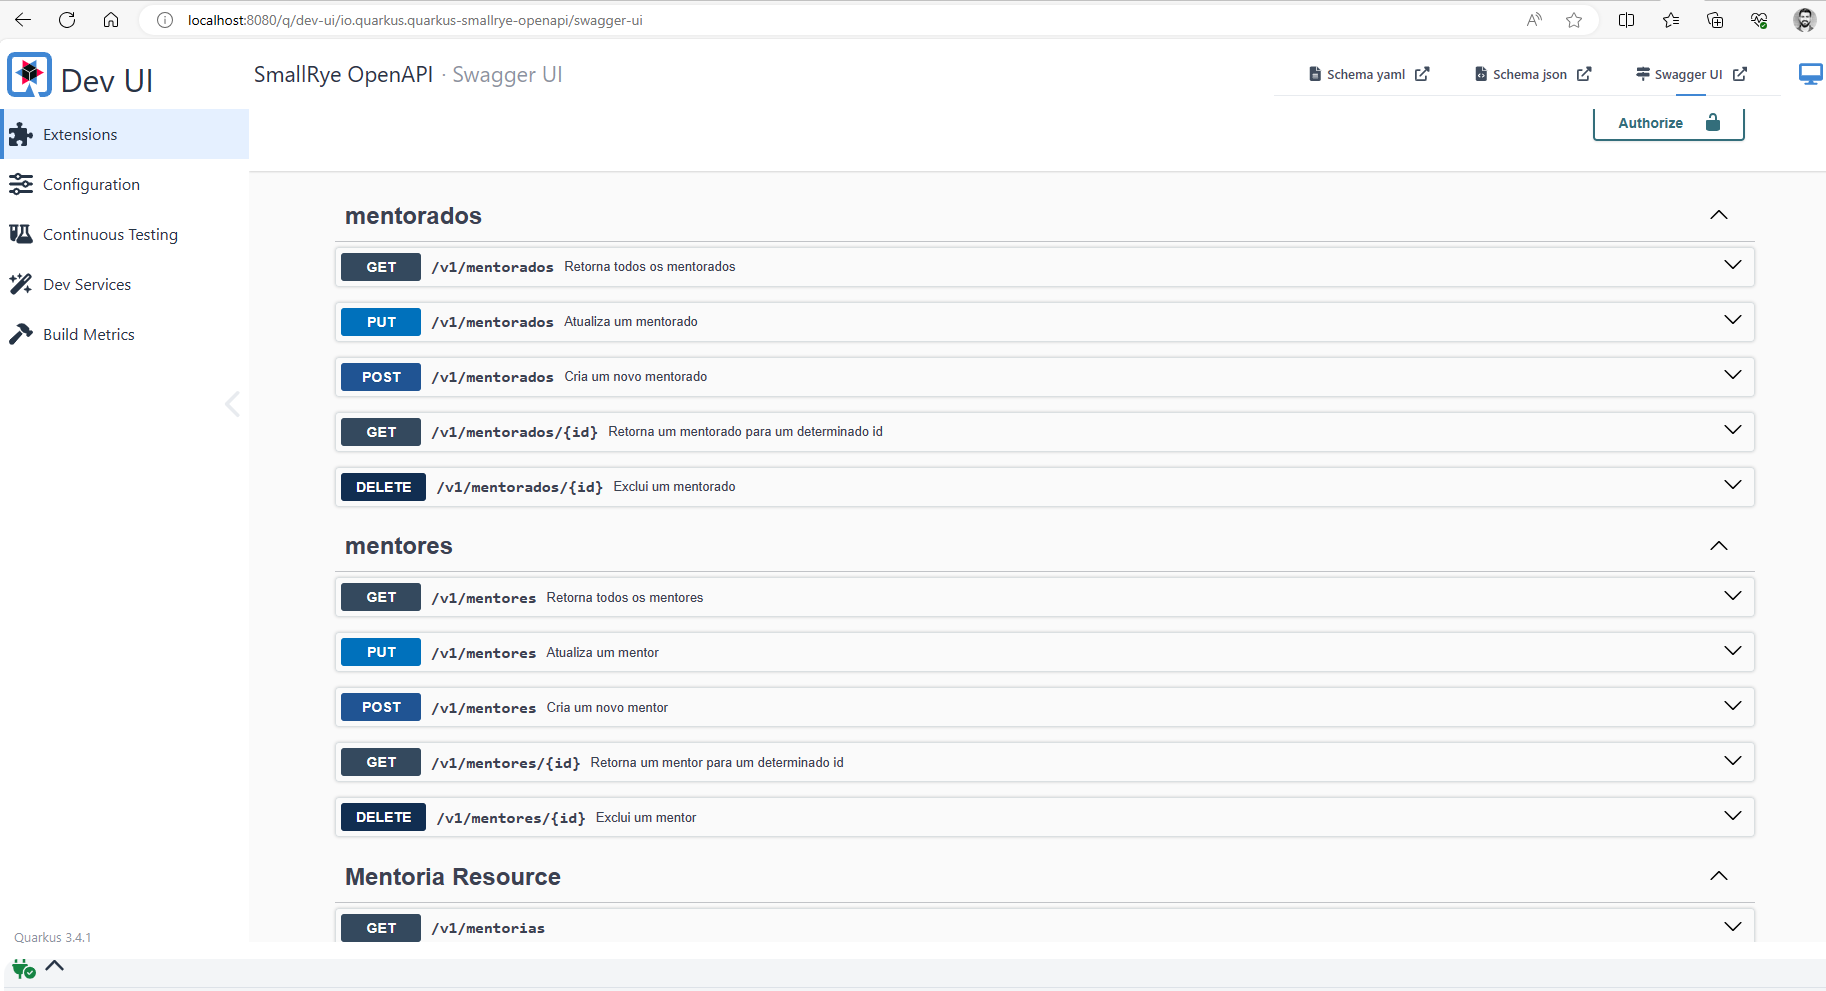 localhost:8080/q/dev-ui/io.quarkus.quarkus-smallrye-openapi/swagger-ui
Dev UI
SmallRye OpenAPI · Swagger UI
Schema yaml
Schema json
Swagger UI
Extensions
Configuration
Continuous Testing
Dev Services
Build Metrics
Authorize
mentorados
GET /v1/mentorados Retorna todos os mentorados
PUT /v1/mentorados Atualiza um mentorado
POST /v1/mentorados Cria um novo mentorado
GET /v1/mentorados/{id} Retorna um mentorado para um determinado id
DELETE /v1/mentorados/{id} Exclui um mentorado
mentores
GET /v1/mentores Retorna todos os mentores
PUT /v1/mentores Atualiza um mentor
POST /v1/mentores Cria um novo mentor
GET /v1/mentores/{id} Retorna um mentor para um determinado id
DELETE /v1/mentores/{id} Exclui um mentor
Mentoria Resource
GET /v1/mentorias
Quarkus 3.4.1